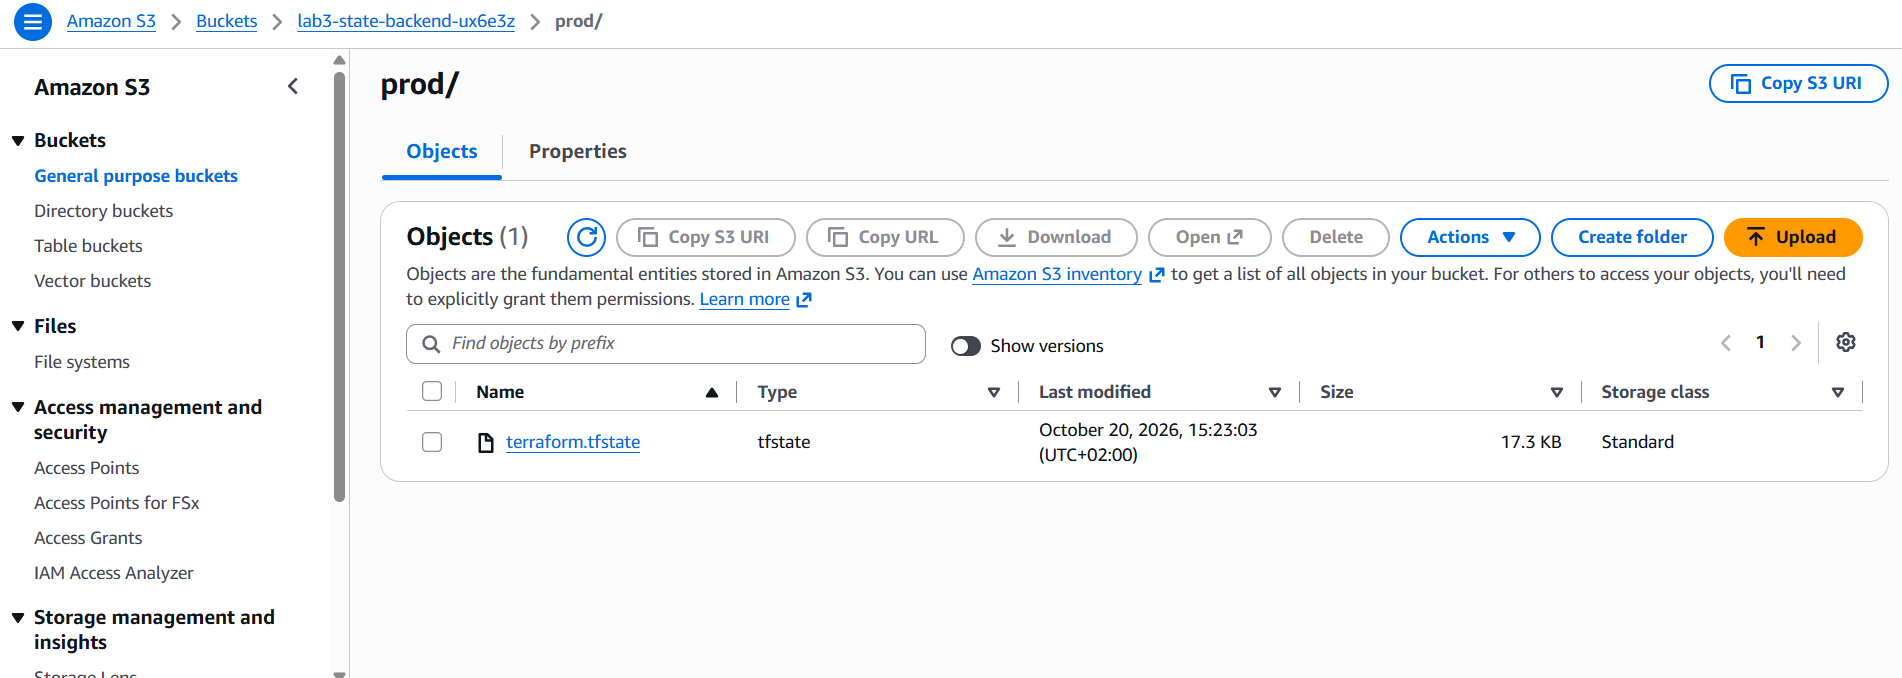 Amazon S3 > Buckets > lab3-state-backend-ux6e3z > prod/
Amazon S3
Buckets
General purpose buckets
Directory buckets
Table buckets
Vector buckets
Files
File systems
Access management and
security
Access Points
Access Points for FSx
Access Grants
IAM Access Analyzer
Storage management and
insights
Storage Lens
prod/
Copy S3 URI
Objects
Properties
Objects (1)
Copy S3 URI
Copy URL
Download
Open
Delete
Actions
Create folder
Upload
Objects are the fundamental entities stored in Amazon S3. You can use Amazon S3 inventory to get a list of all objects in your bucket. For others to access your objects, you'll need
to explicitly grant them permissions. Learn more
Find objects by prefix
Show versions
1
Name
Type
Last modified
Size
Storage class
terraform.tfstate
tfstate
October 20, 2026, 15:23:03
(UTC+02:00)
17.3 KB
Standard